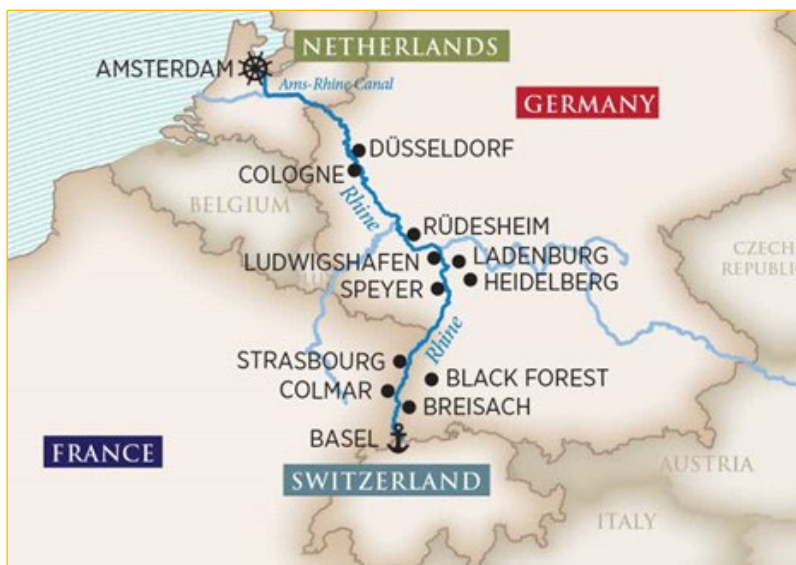 NETHERLANDS
AMSTERDAM
Ams-Rhine Canal
GERMANY
DÜSSELDORF
COLOGNE
BELGIUM
Rhine
RÜDESHEIM
LUDWIGSHAFEN
LADENBURG
CZECH
REPUBLIC
HEIDELBERG
SPEYER
Rhine
STRASBOURG
BLACK FOREST
COLMAR
BREISACH
BASEL
FRANCE
SWITZERLAND
AUSTRIA
ITALY